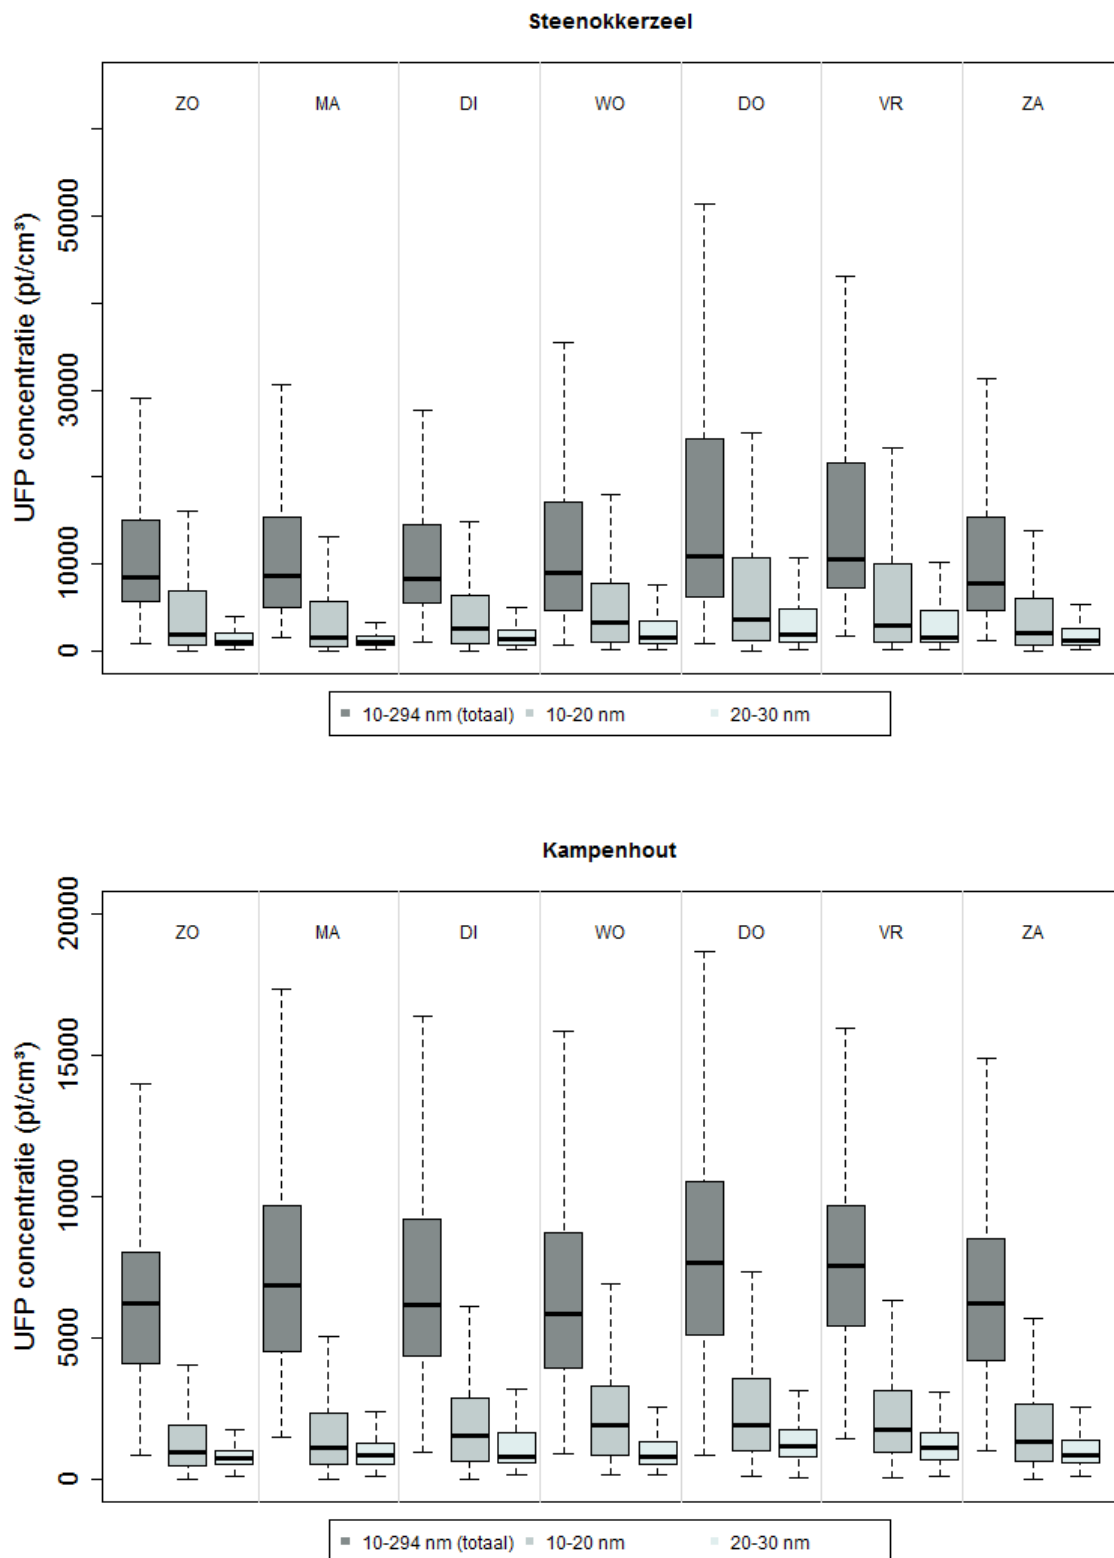 Steenokkerzeel
ZO MA DI WO DO VR ZA
UFP concentratie (pt/cm³)
50000
30000
10000
0
10-294 nm (totaal) 10-20 nm 20-30 nm
Kampenhout
ZO MA DI WO DO VR ZA
UFP concentratie (pt/cm³)
20000
15000
10000
5000
0
10-294 nm (totaal) 10-20 nm 20-30 nm